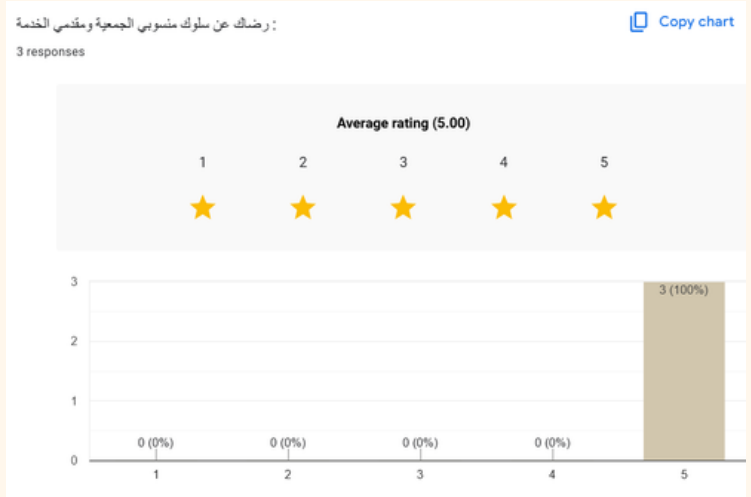 رضاك عن سلوك منسوبي الجمعية ومقدمي الخدمة :
Copy chart
3 responses
Average rating (5.00)
1 2 3 4 5
3
2
1
0
0 (0%) 0 (0%) 0 (0%) 0 (0%) 3 (100%)
1 2 3 4 5